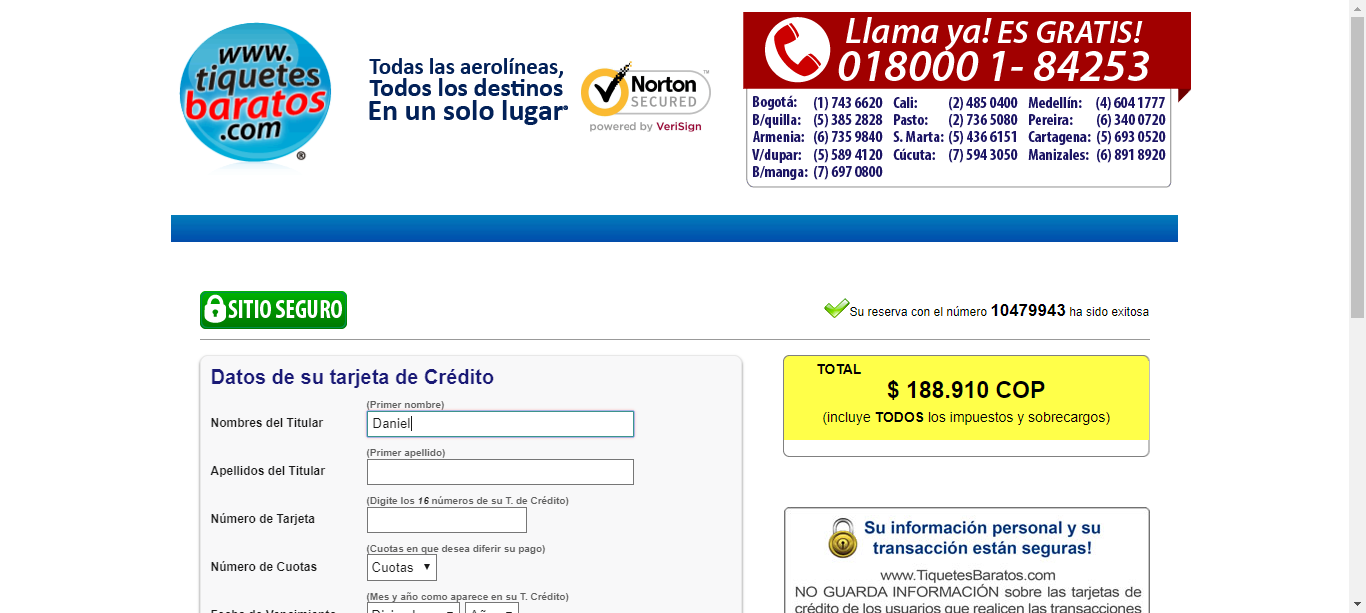 www.
tiquetes
baratos
.com
®
Todas las aerolíneas,
Todos los destinos
En un solo lugar®
Norton™
SECURED
powered by VeriSign
Llama ya! ES GRATIS!
018000 1- 84253
Bogotá: (1) 743 6620 Cali: (2) 485 0400 Medellín: (4) 604 1777
B/quilla: (5) 385 2828 Pasto: (2) 736 5080 Pereira: (6) 340 0720
Armenia: (6) 735 9840 S. Marta: (5) 436 6151 Cartagena: (5) 693 0520
V/dupar: (5) 589 4120 Cúcuta: (7) 594 3050 Manizales: (6) 891 8920
B/manga: (7) 697 0800
SITIO SEGURO
Su reserva con el número 10479943 ha sido exitosa
Datos de su tarjeta de Crédito
(Primer nombre)
Nombres del Titular
Daniel
(Primer apellido)
Apellidos del Titular
(Digite los 16 números de su T. de Crédito)
Número de Tarjeta
(Cuotas en que desea diferir su pago)
Número de Cuotas
Cuotas
(Mes y año como aparece en su T. de Crédito)
TOTAL
$ 188.910 COP
(incluye TODOS los impuestos y sobrecargos)
Su información personal y su
transacción están seguras!
www.TiquetesBaratos.com
NO GUARDA INFORMACIÓN sobre las tarjetas de
crédito de los usuarios que realicen las transacciones